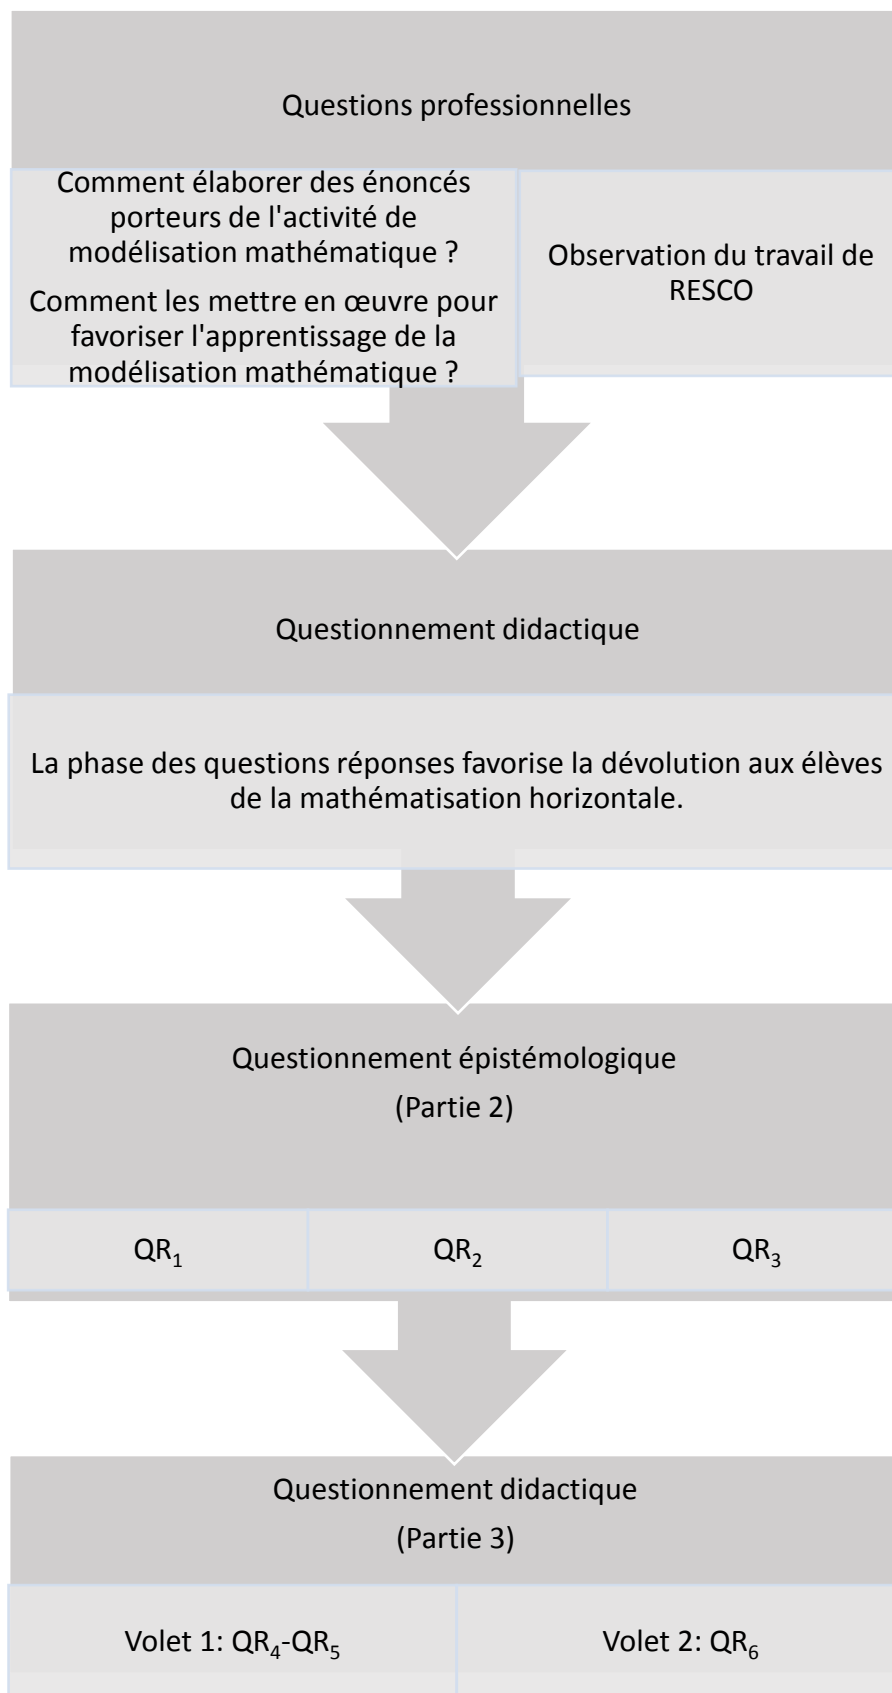 Questions professionnelles
Comment élaborer des énoncés
porteurs de l'activité de
modélisation mathématique ?
Comment les mettre en œuvre pour
favoriser l'apprentissage de la
modélisation mathématique ?
Observation du travail de
RESCO
Questionnement didactique
La phase des questions réponses favorise la dévolution aux élèves
de la mathématisation horizontale.
Questionnement épistémologique
(Partie 2)
QR₁
QR₂
QR₃
Questionnement didactique
(Partie 3)
Volet 1: QR₄-QR₅
Volet 2: QR₆